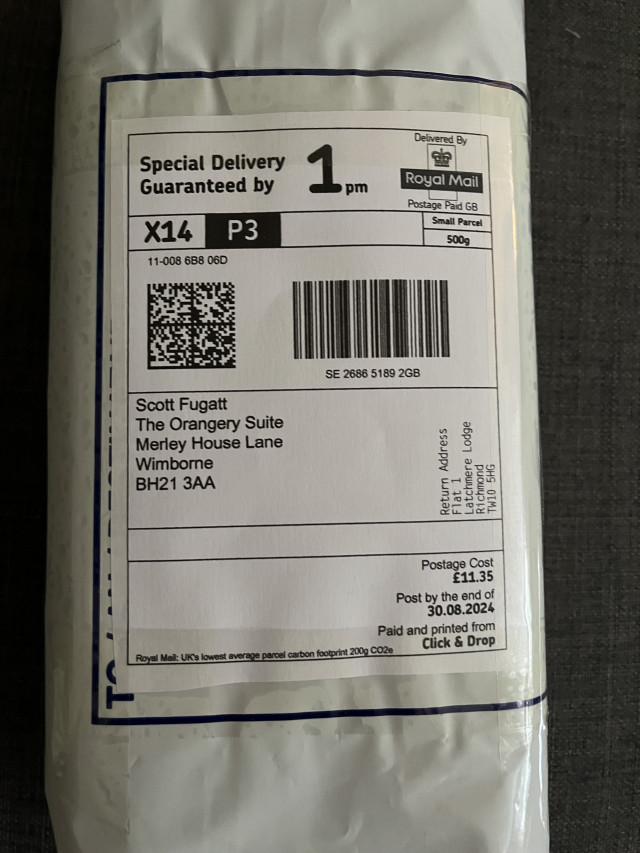 Special Delivery
Guaranteed by
1pm
Delivered By
Royal Mail
Postage Paid GB
X14 P3
Small Parcel
500g
11-008 6B8 06D
SE 2686 5189 2GB
Scott Fugatt
The Orangery Suite
Merley House Lane
Wimborne
BH21 3AA
Return Address
Flat 1
Latchmere Lodge
Richmond
TW10 5HG
Postage Cost
£11.35
Post by the end of
30.08.2024
Paid and printed from
Click & Drop
Royal Mail: UK's lowest average parcel carbon footprint 200g CO2e